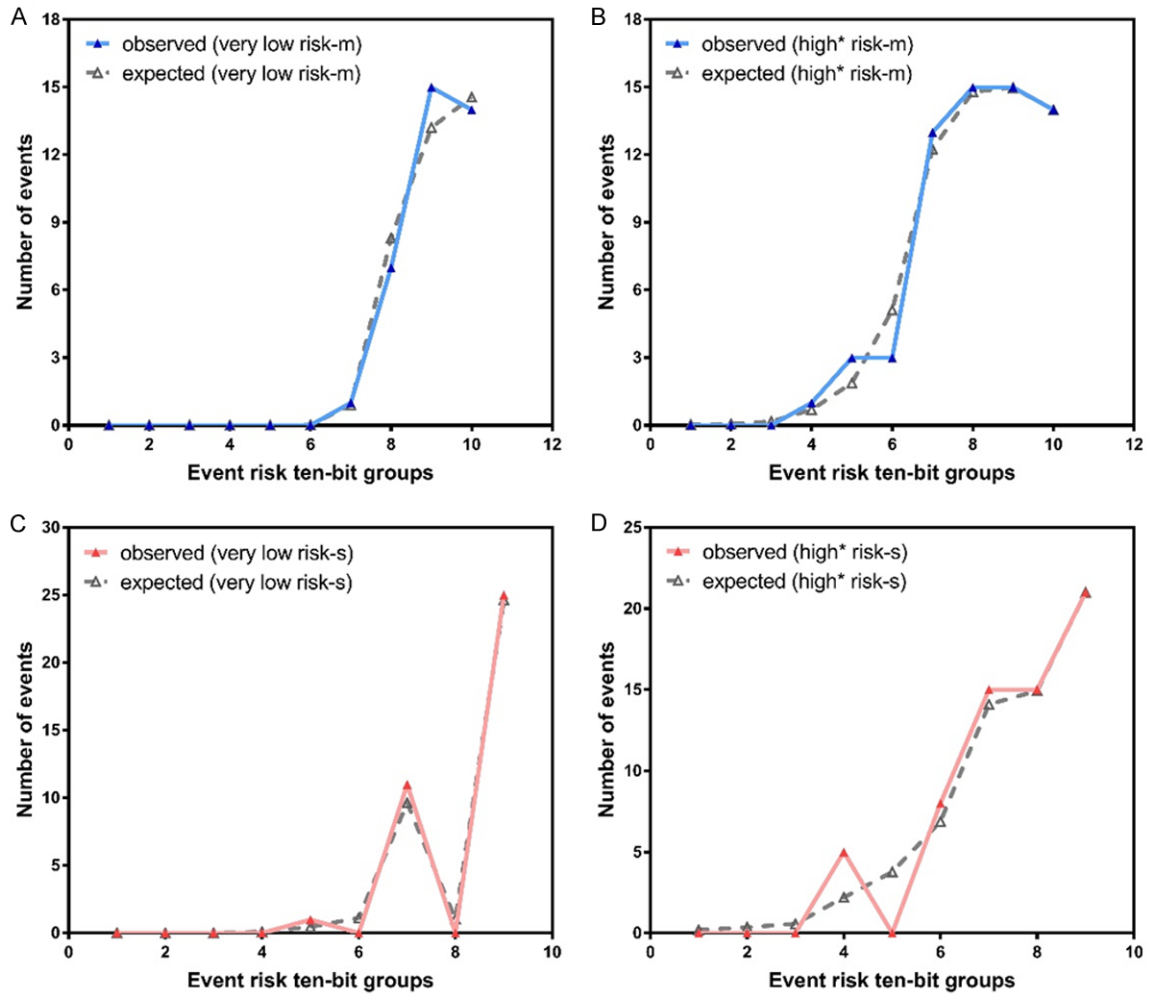 A
observed (very low risk-m)
expected (very low risk-m)
18
15
12
9
6
3
0
Number of events
0 2 4 6 8 10 12
Event risk ten-bit groups
B
observed (high* risk-m)
expected (high* risk-m)
18
15
12
9
6
3
0
Number of events
0 2 4 6 8 10 12
Event risk ten-bit groups
C
observed (very low risk-s)
expected (very low risk-s)
30
25
20
15
10
5
0
Number of events
0 2 4 6 8 10
Event risk ten-bit groups
D
observed (high* risk-s)
expected (high* risk-s)
25
20
15
10
5
0
Number of events
0 2 4 6 8 10
Event risk ten-bit groups